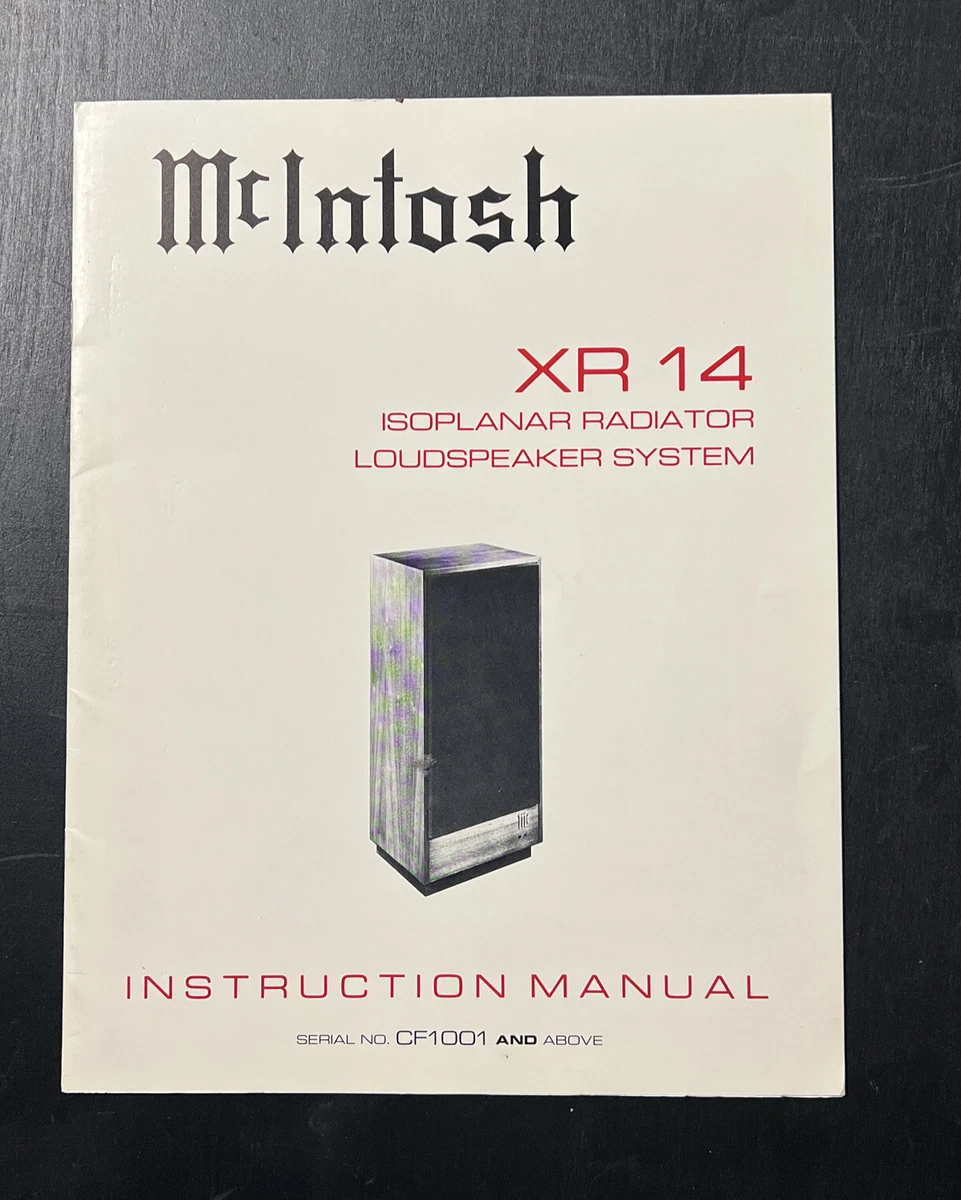 McIntosh
XR 14
ISOPLANAR RADIATOR
LOUDSPEAKER SYSTEM
INSTRUCTION MANUAL
SERIAL NO. CF1001 AND ABOVE